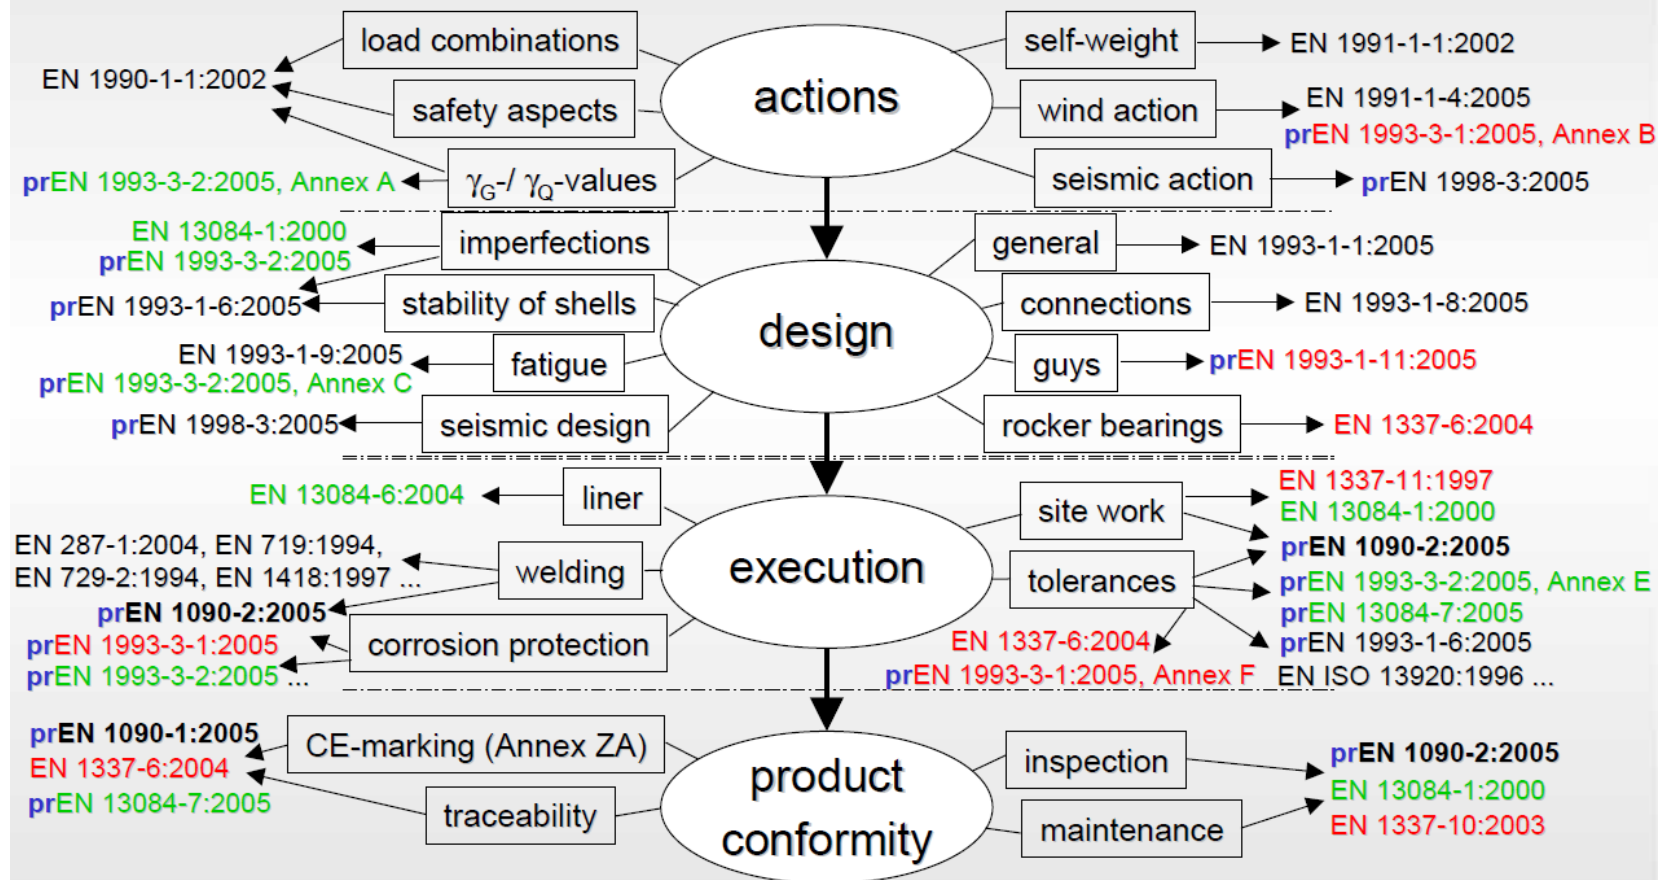 load combinations
EN 1990-1-1:2002
safety aspects
γG-/ γQ-values
prEN 1993-3-2:2005, Annex A
actions
self-weight
EN 1991-1-1:2002
wind action
EN 1991-1-4:2005
prEN 1993-3-1:2005, Annex B
seismic action
prEN 1998-3:2005
EN 13084-1:2000
prEN 1993-3-2:2005
imperfections
prEN 1993-1-6:2005
stability of shells
EN 1993-1-9:2005
prEN 1993-3-2:2005, Annex C
fatigue
prEN 1998-3:2005
seismic design
design
general
EN 1993-1-1:2005
connections
EN 1993-1-8:2005
guys
prEN 1993-1-11:2005
rocker bearings
EN 1337-6:2004
EN 13084-6:2004
liner
EN 287-1:2004, EN 719:1994,
EN 729-2:1994, EN 1418:1997 ...
welding
prEN 1090-2:2005
prEN 1993-3-1:2005
prEN 1993-3-2:2005 ...
corrosion protection
execution
site work
EN 1337-11:1997
EN 13084-1:2000
prEN 1090-2:2005
tolerances
prEN 1993-3-2:2005, Annex E
prEN 13084-7:2005
prEN 1993-1-6:2005
EN ISO 13920:1996 ...
EN 1337-6:2004
prEN 1993-3-1:2005, Annex F
prEN 1090-1:2005
EN 1337-6:2004
prEN 13084-7:2005
CE-marking (Annex ZA)
traceability
product
conformity
inspection
maintenance
prEN 1090-2:2005
EN 13084-1:2000
EN 1337-10:2003